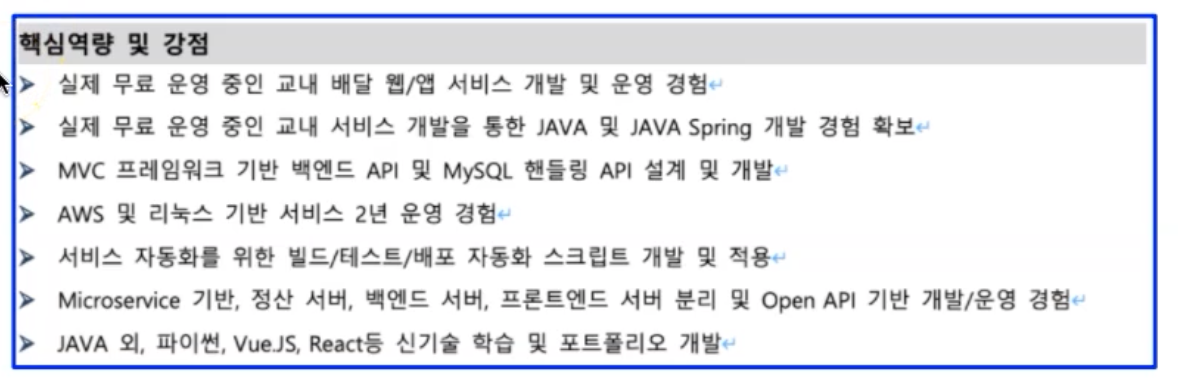 핵심역량 및 강점
➢ 실제 무료 운영 중인 교내 배달 웹/앱 서비스 개발 및 운영 경험↵
➢ 실제 무료 운영 중인 교내 서비스 개발을 통한 JAVA 및 JAVA Spring 개발 경험 확보↵
➢ MVC 프레임워크 기반 백엔드 API 및 MySQL 핸들링 API 설계 및 개발↵
➢ AWS 및 리눅스 기반 서비스 2년 운영 경험↵
➢ 서비스 자동화를 위한 빌드/테스트/배포 자동화 스크립트 개발 및 적용↵
➢ Microservice 기반, 정산 서버, 백엔드 서버, 프론트엔드 서버 분리 및 Open API 기반 개발/운영 경험↵
➢ JAVA 외, 파이썬, Vue.JS, React등 신기술 학습 및 포트폴리오 개발↵